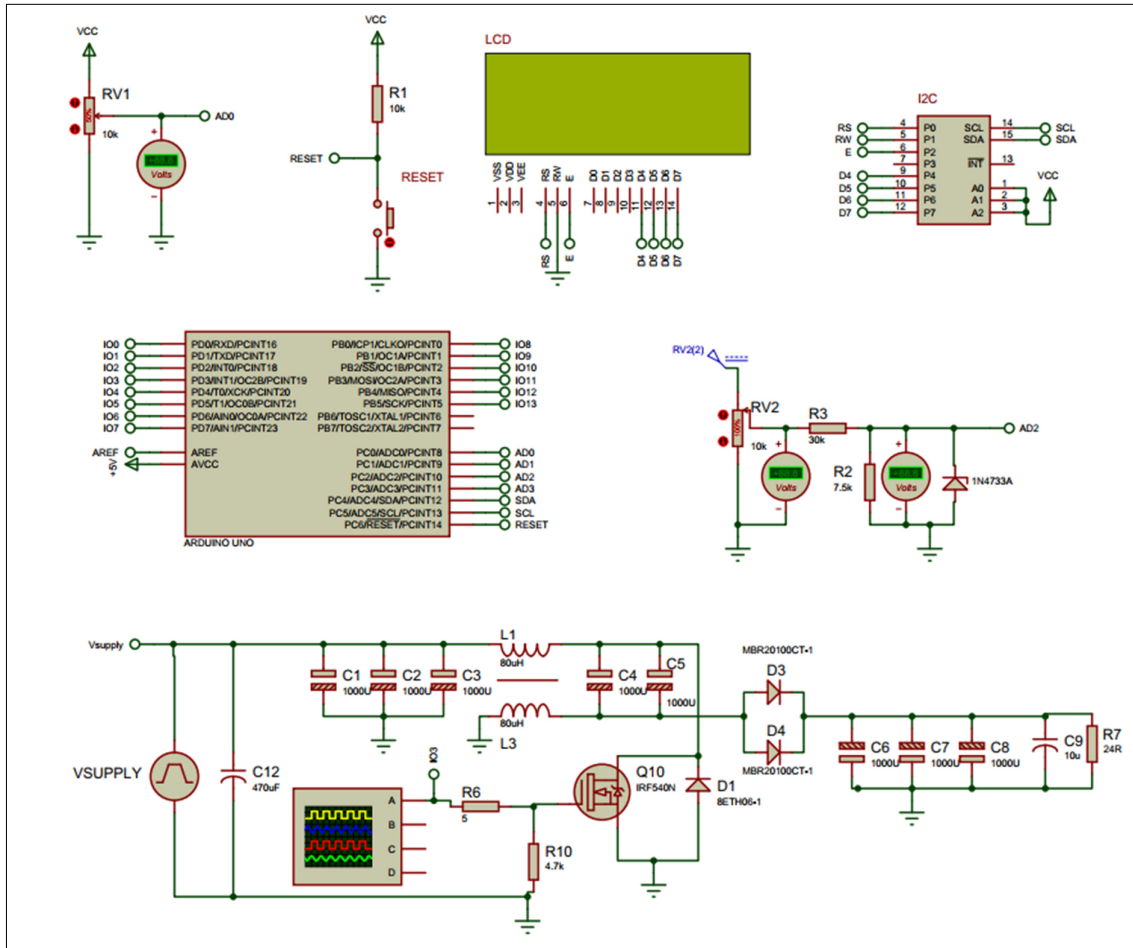 VCC
RV1
50%
10k
AD0
Volts
VCC
R1
10k
RESET
RESET
LCD
VSS
VDD
VEE
RS
RW
E
D0
D1
D2
D3
D4
D5
D6
D7
1
2
3
4
5
6
7
8
9
10
11
12
13
14
RS
E
D4
D5
D6
D7
I2C
RS 4 P0 SCL 14 SCL
RW 5 P1 SDA 15 SDA
E 6 P2
7 P3 INT 13
D4 9 P4
D5 10 P5 A0 1
D6 11 P6 A1 2
D7 12 P7 A2 3
VCC
IO0 PD0/RXD/PCINT16 PB0/ICP1/CLKO/PCINT0 IO8
IO1 PD1/TXD/PCINT17 PB1/OC1A/PCINT1 IO9
IO2 PD2/INT0/PCINT18 PB2/SS/OC1B/PCINT2 IO10
IO3 PD3/INT1/OC2B/PCINT19 PB3/MOSI/OC2A/PCINT3 IO11
IO4 PD4/T0/XCK/PCINT20 PB4/MISO/PCINT4 IO12
IO5 PD5/T1/OC0B/PCINT21 PB5/SCK/PCINT5 IO13
IO6 PD6/AIN0/OC0A/PCINT22 PB6/TOSC1/XTAL1/PCINT6
IO7 PD7/AIN1/PCINT23 PB7/TOSC2/XTAL2/PCINT7
AREF AREF PC0/ADC0/PCINT8 AD0
+5V AVCC PC1/ADC1/PCINT9 AD1
PC2/ADC2/PCINT10 AD2
PC3/ADC3/PCINT11 AD3
PC4/ADC4/SDA/PCINT12 SDA
PC5/ADC5/SCL/PCINT13 SCL
PC6/RESET/PCINT14 RESET
ARDUINO UNO
RV2(2)
RV2
100%
10k
R3
30k
AD2
Volts
R2
7.5k
Volts
1N4733A
Vsupply
VSUPPLY
C12
470uF
C1
1000U
C2
1000U
C3
1000U
L1
80uH
80uH
L3
C4
1000U
C5
1000U
MBR20100CT-1
D3
D4
MBR20100CT-1
C6
1000U
C7
1000U
C8
1000U
C9
10u
R7
24R
IO3
A
B
C
D
R6
5
R10
4.7k
Q10
IRF540N
D1
8ETH06-1